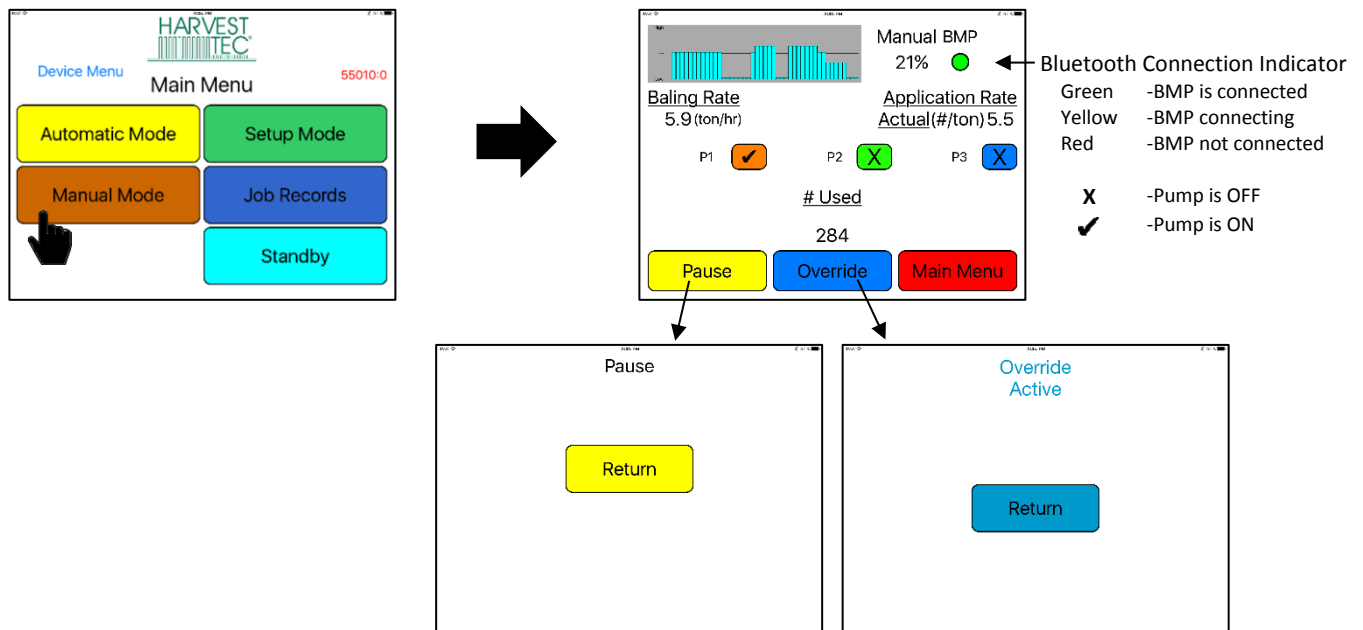 HARVEST
TEC
Device Menu
55010:0
Main Menu
Automatic Mode
Setup Mode
Manual Mode
Job Records
Standby
High
Low
Manual BMP
21%
Bluetooth Connection Indicator
Green -BMP is connected
Yellow -BMP connecting
Red -BMP not connected
X -Pump is OFF
✔ -Pump is ON
Baling Rate
5.9 (ton/hr)
Application Rate
Actual(#/ton) 5.5
P1 ✔ P2 X P3 X
# Used
284
Pause
Override
Main Menu
Pause
Return
Override
Active
Return